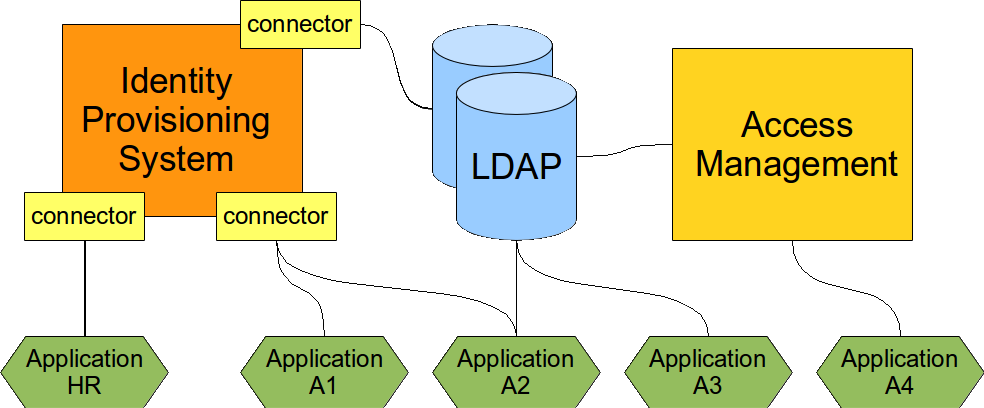 connector
Identity
Provisioning
System
LDAP
Access
Management
connector
connector
Application
HR
Application
A1
Application
A2
Application
A3
Application
A4